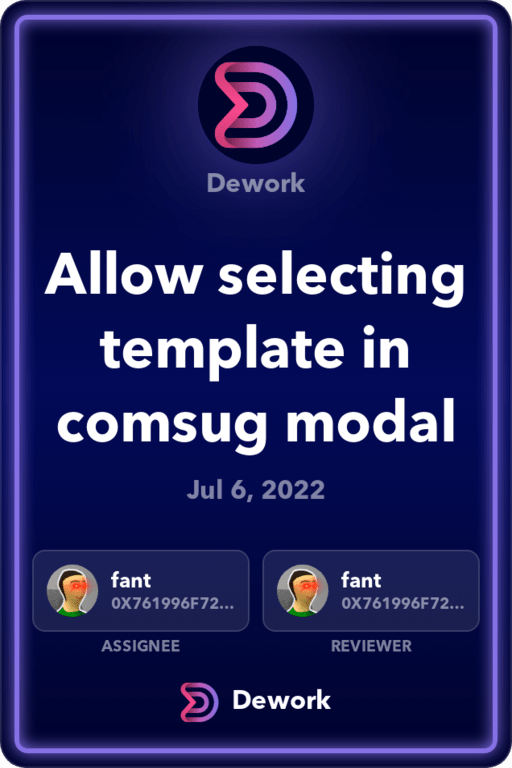 Dework
Allow selecting
template in
comsug modal
Jul 6, 2022
fant
0X761996F72...
fant
0X761996F72...
ASSIGNEE
REVIEWER
Dework